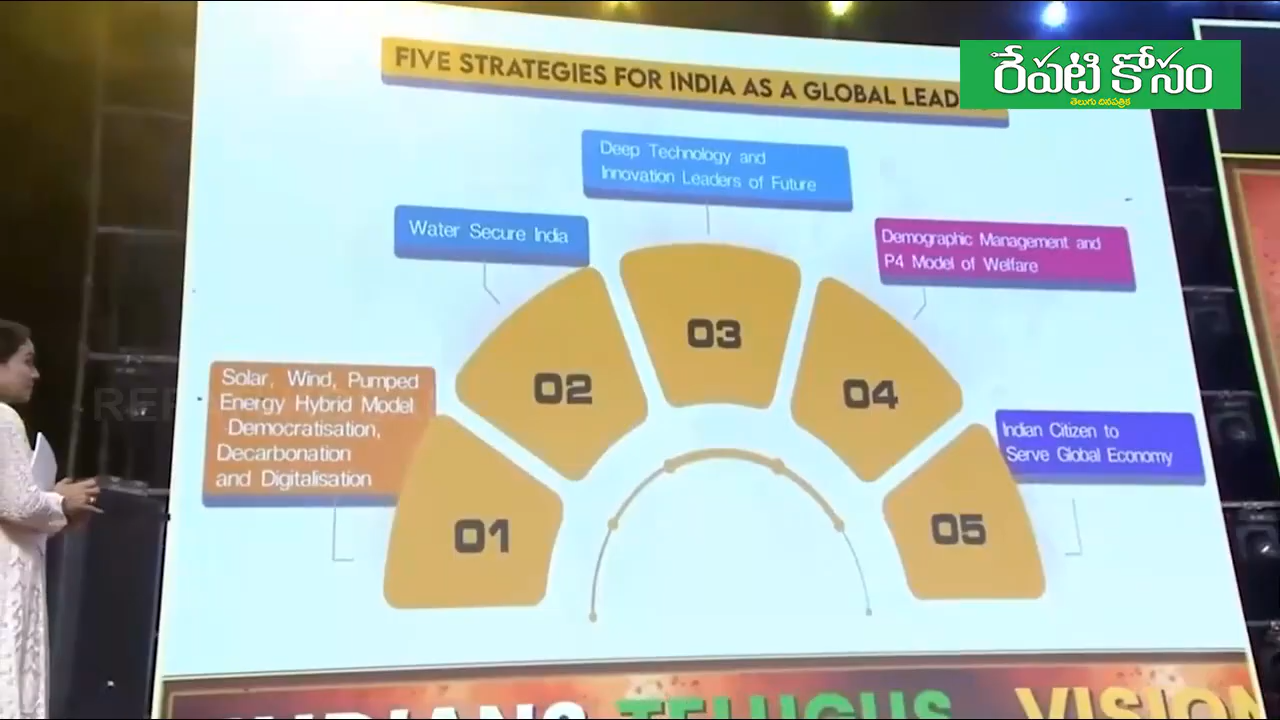 FIVE STRATEGIES FOR INDIA AS A GLOBAL
రేపటి కోసం
తెలుగు దినపత్రిక
Deep Technology and
Innovation Leaders of Future
Water Secure India
Demographic Management and
P4 Model of Welfare
03
02
04
Solar, Wind, Pumped
Energy Hybrid Model
Democratisation,
Decarbonation
and Digitalisation
Indian Citizen to
Serve Global Economy
01
05
TELUGUS VISION